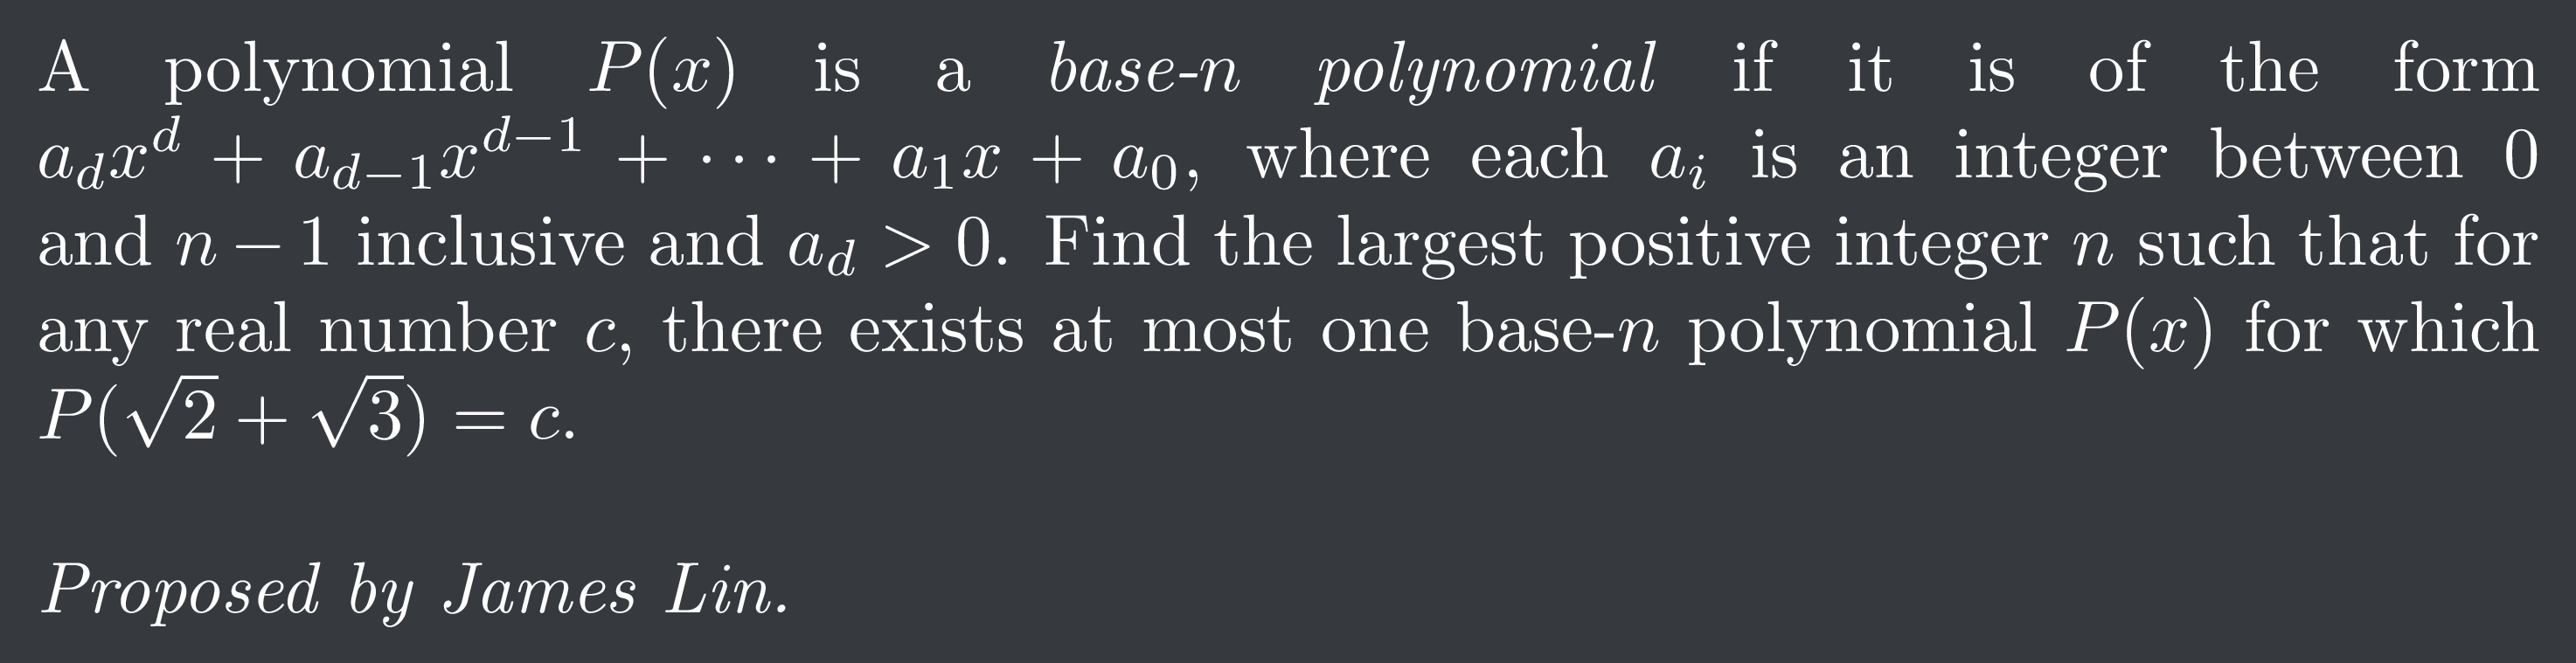 A polynomial $P(x)$ is a base-n polynomial if it is of the form
$a_dx^d + a_{d-1}x^{d-1} + \cdots + a_1x + a_0$, where each $a_i$ is an integer between 0
and $n - 1$ inclusive and $a_d > 0$. Find the largest positive integer $n$ such that for
any real number $c$, there exists at most one base-$n$ polynomial $P(x)$ for which
$P(\sqrt{2} + \sqrt{3}) = c$.
Proposed by James Lin.